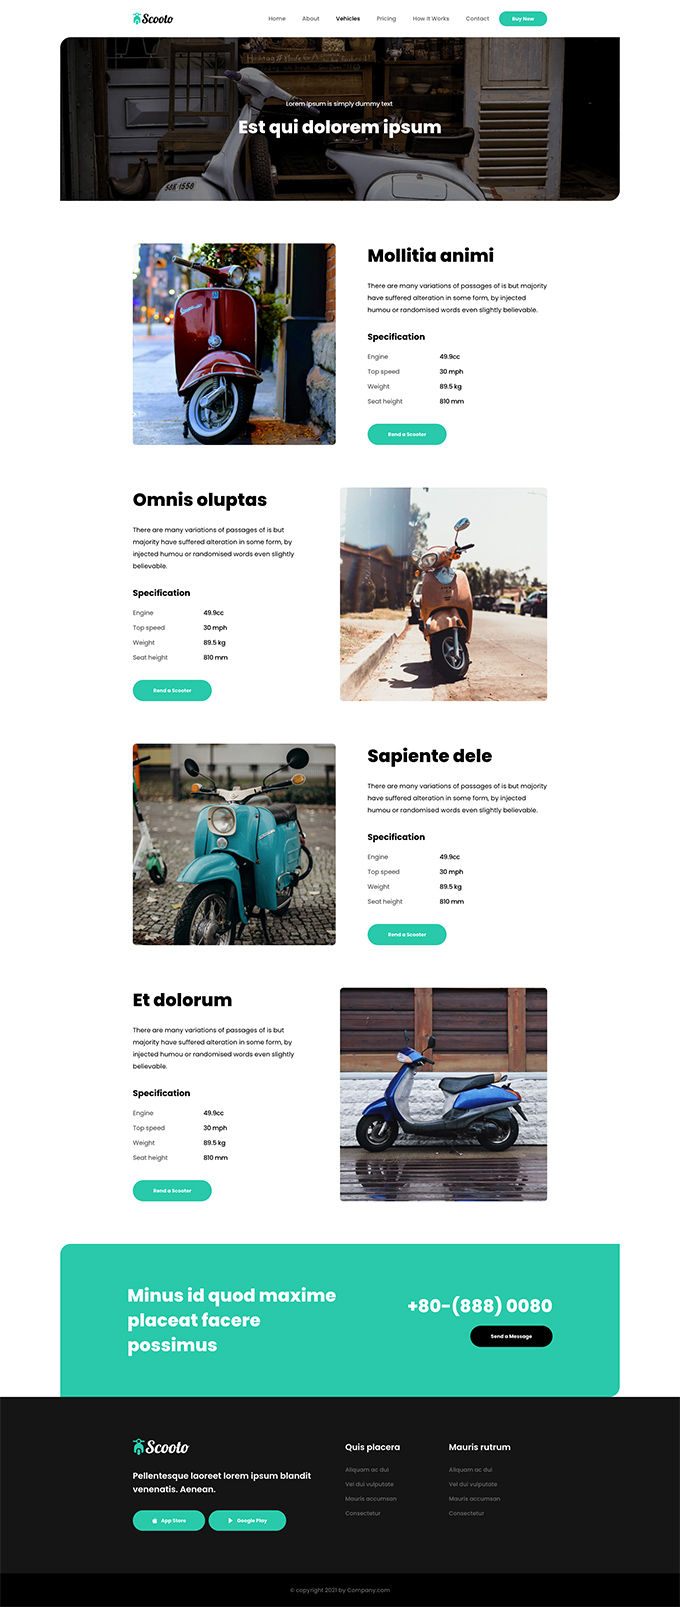 Scooto
Home About Vehicles Pricing How It Works Contact Buy Now
Lorem ipsum is simply dummy text
Est qui dolorem ipsum
S8K·1558
Mollitia animi
There are many variations of passages of is but majority
have suffered alteration in some form, by injected
humou or randomised words even slightly believable.
Specification
Engine 49.9cc
Top speed 30 mph
Weight 89.5 kg
Seat height 810 mm
Rend a Scooter
Omnis oluptas
There are many variations of passages of is but
majority have suffered alteration in some form, by
injected humou or randomised words even slightly
believable.
Specification
Engine 49.9cc
Top speed 30 mph
Weight 89.5 kg
Seat height 810 mm
Rend a Scooter
Sapiente dele
There are many variations of passages of is but majority
have suffered alteration in some form, by injected
humou or randomised words even slightly believable.
Specification
Engine 49.9cc
Top speed 30 mph
Weight 89.5 kg
Seat height 810 mm
Rend a Scooter
Et dolorum
There are many variations of passages of is but
majority have suffered alteration in some form, by
injected humou or randomised words even slightly
believable.
Specification
Engine 49.9cc
Top speed 30 mph
Weight 89.5 kg
Seat height 810 mm
Rend a Scooter
Minus id quod maxime
placeat facere
possimus
+80-(888) 0080
Send a Message
Scooto
Pellentesque laoreet lorem ipsum blandit
venenatis. Aenean.
App Store Google Play
Quis placera
Aliquam ac dui
Vel dui vulputate
Mauris accumsan
Consectetur
Mauris rutrum
Aliquam ac dui
Vel dui vulputate
Mauris accumsan
Consectetur
© copyright 2021 by Company.com